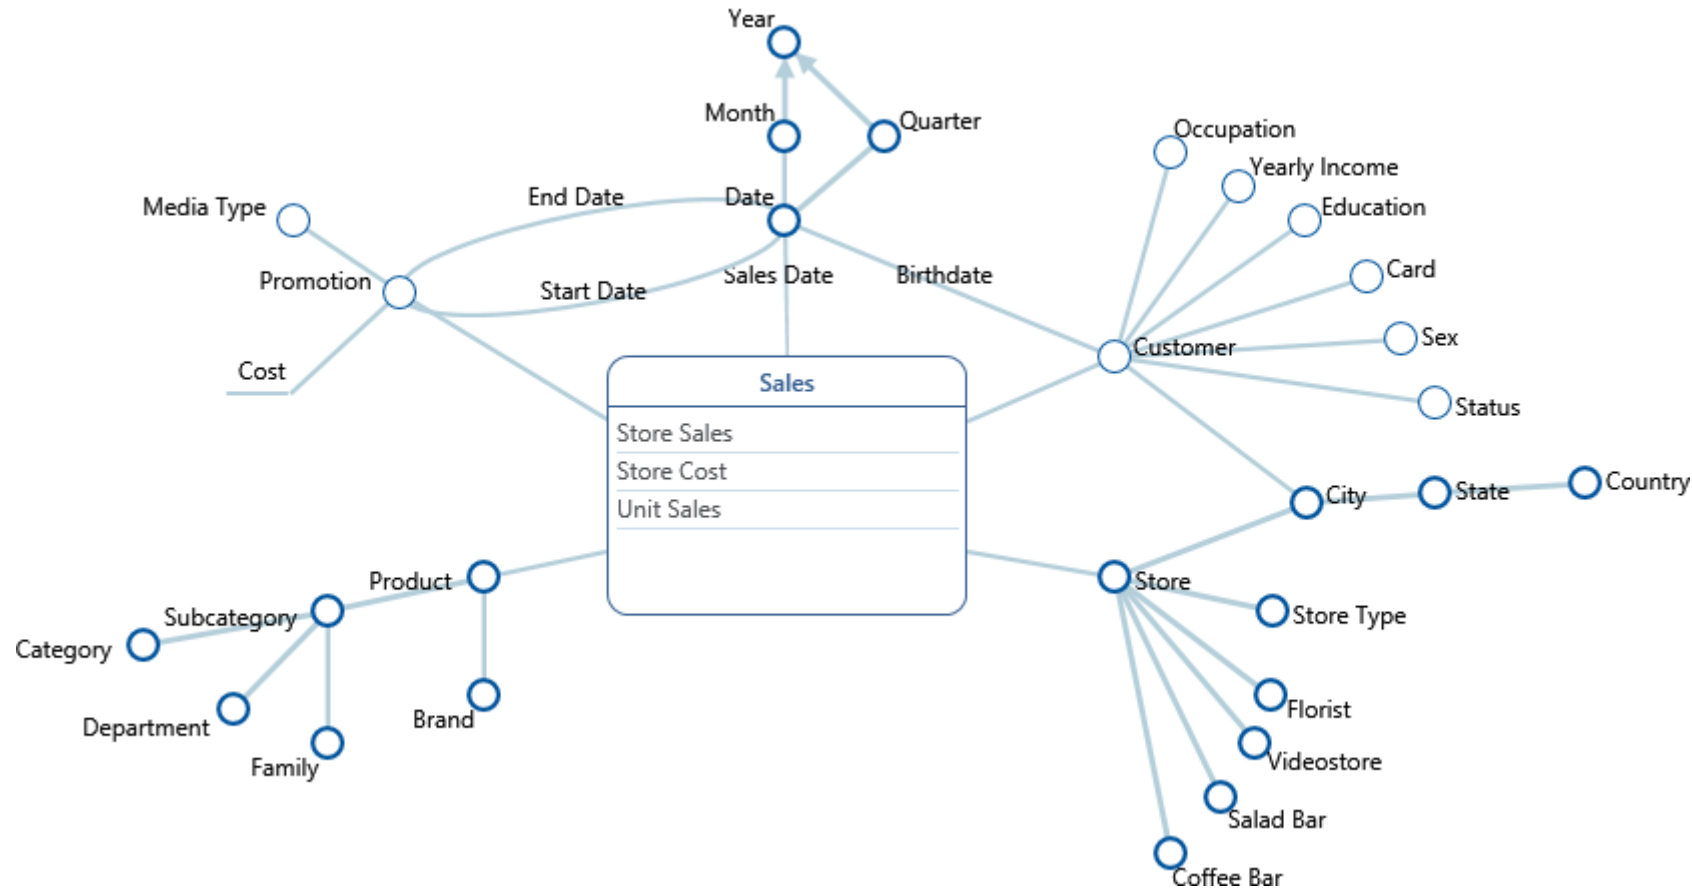 Year
Month
Quarter
Occupation
Yearly Income
End Date
Date
Media Type
Education
Promotion
Start Date
Sales Date
Birthdate
Card
Cost
Sales
Customer
Sex
Status
Store Sales
Store Cost
Unit Sales
City
State
Country
Product
Store
Subcategory
Store Type
Category
Department
Brand
Florist
Family
Videostore
Salad Bar
Coffee Bar